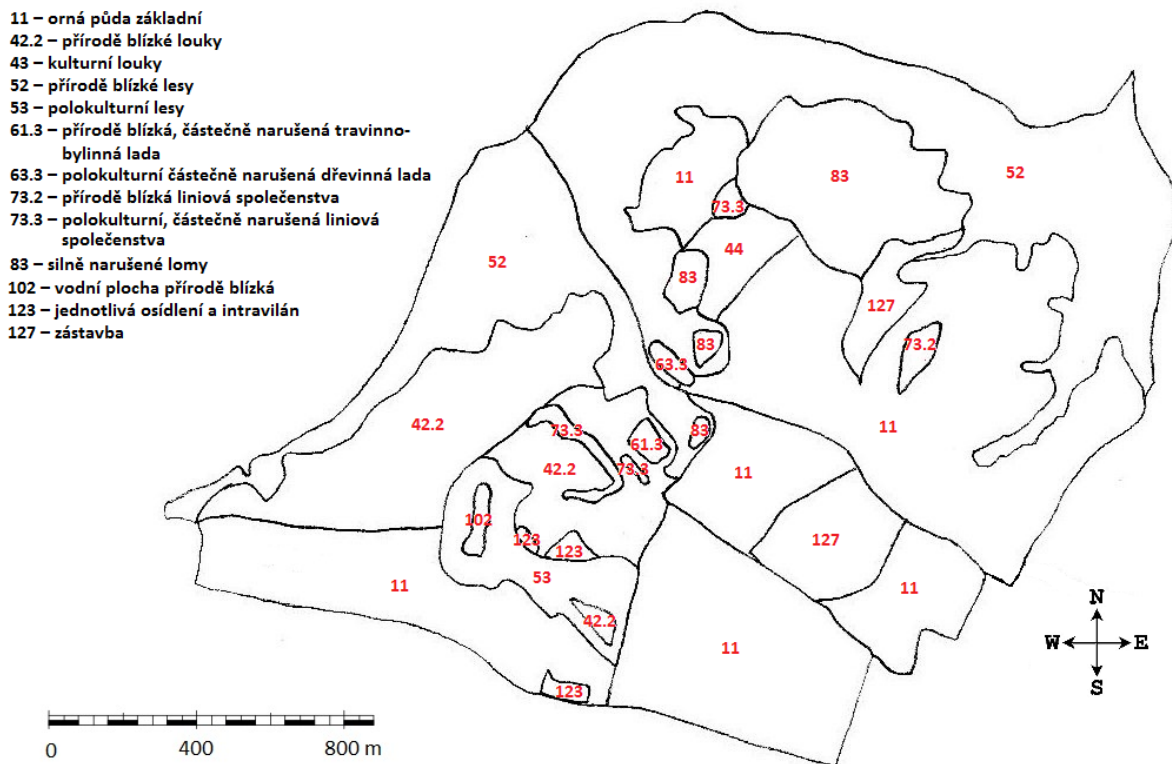 11 – orná půda základní
42.2 – přírodě blízké louky
43 – kulturní louky
52 – přírodě blízké lesy
53 – polokulturní lesy
61.3 – přírodě blízká, částečně narušená travinno-
bylinná lada
63.3 – polokulturní částečně narušená dřevinná lada
73.2 – přírodě blízká liniová společenstva
73.3 – polokulturní, částečně narušená liniová
společenstva
83 – silně narušené lomy
102 – vodní plocha přírodě blízká
123 – jednotlivá osídlení a intravilán
127 – zástavba
11
83
52
73.3
44
52
83
127
83
73.2
63.3
42.2
73.3
83
11
61.3
42.2
73.3
11
102
123
123
127
53
11
11
42.2
11
123
N
W
E
S
0
400
800 m